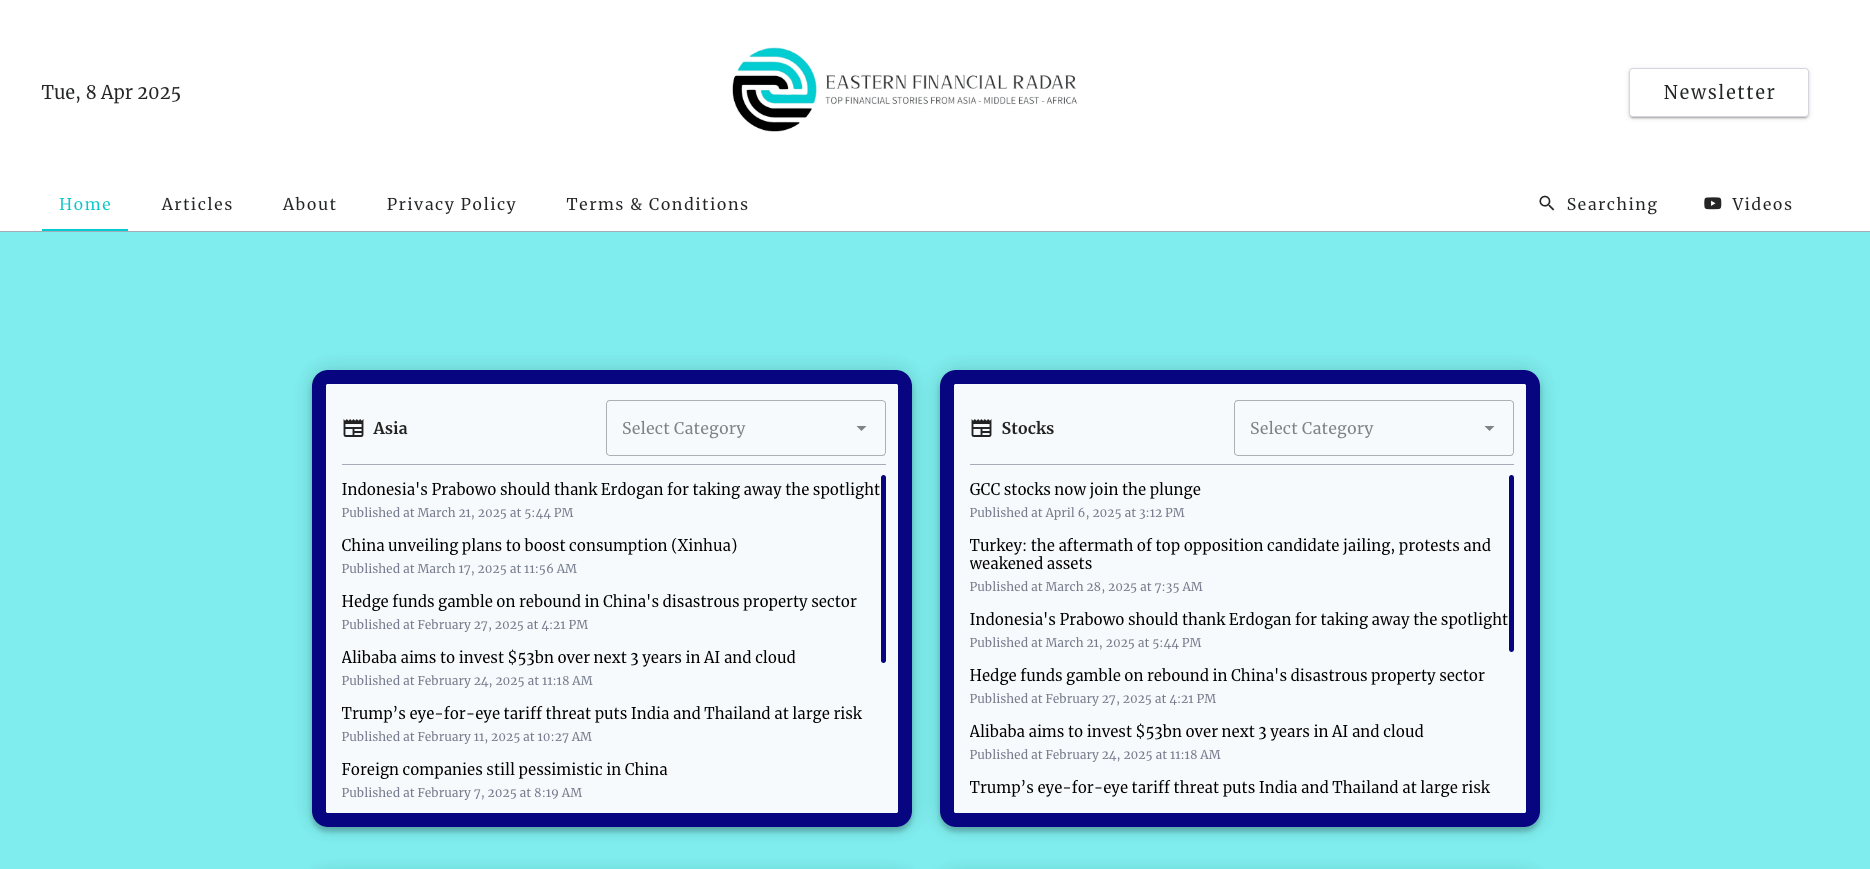 Tue, 8 Apr 2025
EASTERN FINANCIAL RADAR
TOP FINANCIAL STORIES FROM ASIA - MIDDLE EAST - AFRICA
Newsletter
Home
Articles
About
Privacy Policy
Terms & Conditions
Searching
Videos
Asia
Select Category
Indonesia's Prabowo should thank Erdogan for taking away the spotlight
Published at March 21, 2025 at 5:44 PM
China unveiling plans to boost consumption (Xinhua)
Published at March 17, 2025 at 11:56 AM
Hedge funds gamble on rebound in China's disastrous property sector
Published at February 27, 2025 at 4:21 PM
Alibaba aims to invest $53bn over next 3 years in AI and cloud
Published at February 24, 2025 at 11:18 AM
Trump’s eye-for-eye tariff threat puts India and Thailand at large risk
Published at February 11, 2025 at 10:27 AM
Foreign companies still pessimistic in China
Published at February 7, 2025 at 8:19 AM
Stocks
Select Category
GCC stocks now join the plunge
Published at April 6, 2025 at 3:12 PM
Turkey: the aftermath of top opposition candidate jailing, protests and
weakened assets
Published at March 28, 2025 at 7:35 AM
Indonesia's Prabowo should thank Erdogan for taking away the spotlight
Published at March 21, 2025 at 5:44 PM
Hedge funds gamble on rebound in China's disastrous property sector
Published at February 27, 2025 at 4:21 PM
Alibaba aims to invest $53bn over next 3 years in AI and cloud
Published at February 24, 2025 at 11:18 AM
Trump’s eye-for-eye tariff threat puts India and Thailand at large risk